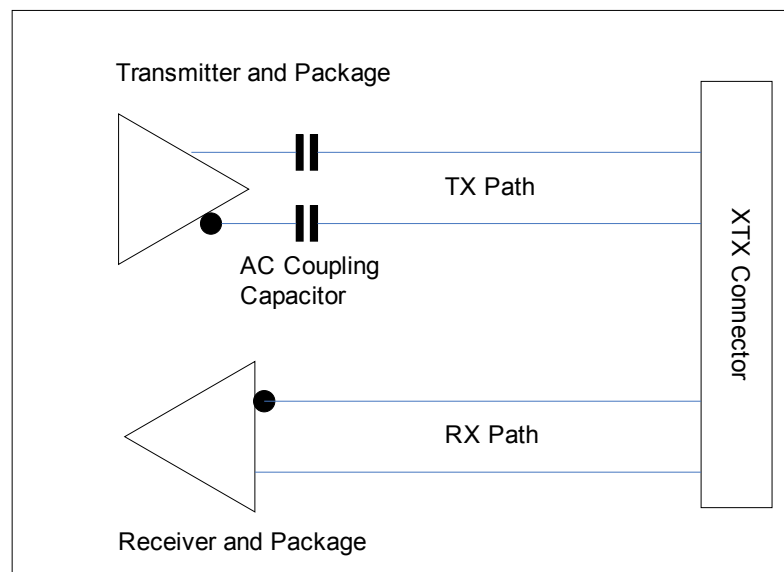 Transmitter and Package
TX Path
AC Coupling
Capacitor
XTX Connector
RX Path
Receiver and Package